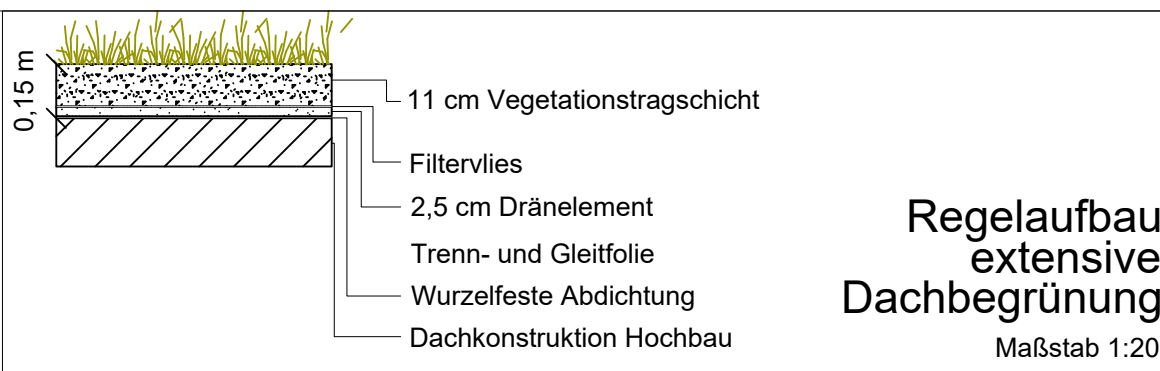 0,15 m
11 cm Vegetationstragschicht
Filtervlies
2,5 cm Dränelement
Trenn- und Gleitfolie
Wurzelfeste Abdichtung
Dachkonstruktion Hochbau
Regelaufbau
extensive
Dachbegrünung
Maßstab 1:20